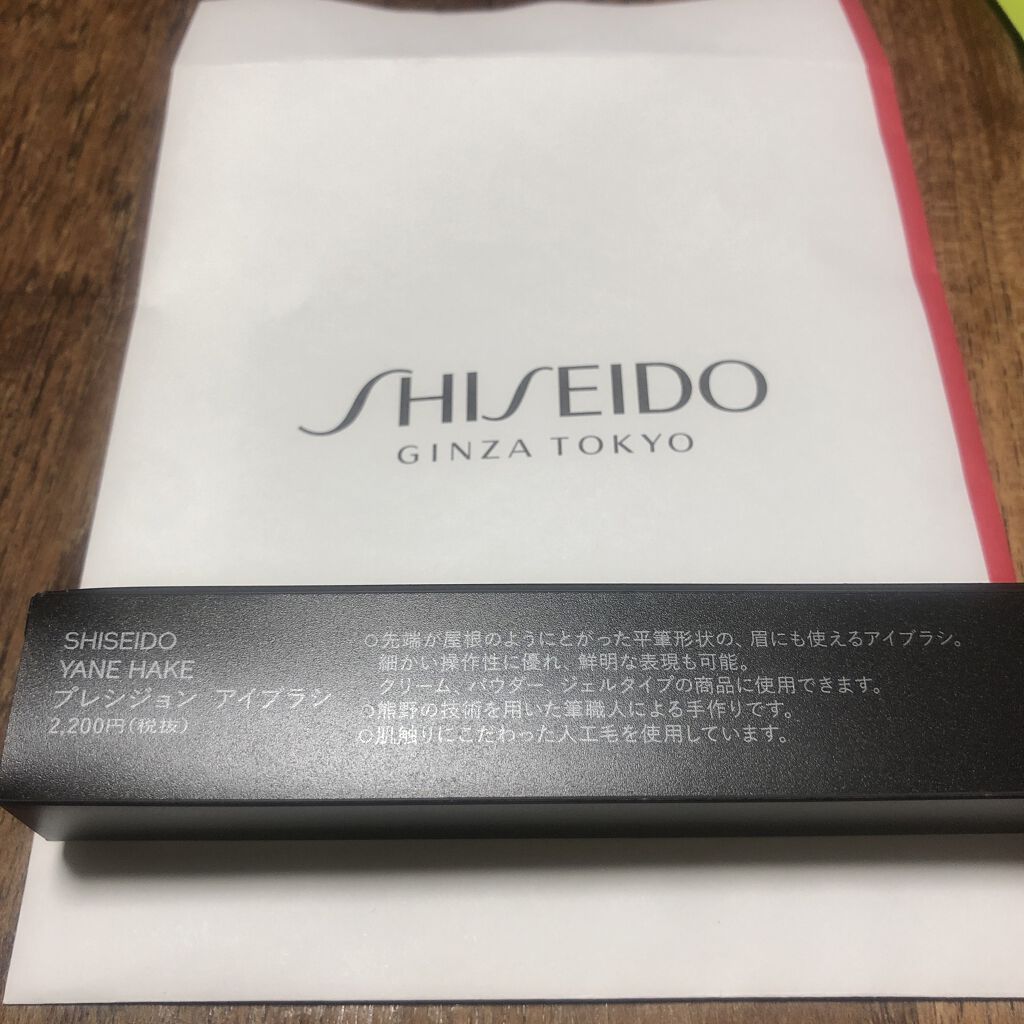 SHISEIDO
GINZA TOKYO
SHISEIDO
YANE HAKE
プレシジョン アイブラシ
2,200円(税抜)
○先端が屋根のようにとがった平筆形状の、眉にも使えるアイブラシ。
細かい操作性に優れ、鮮明な表現も可能。
クリーム、パウダー ジェルタイプの商品に使用できます。
○熊野の技術を用いた筆職人による手作りです。
○肌触りにこだわった人工毛を使用しています。